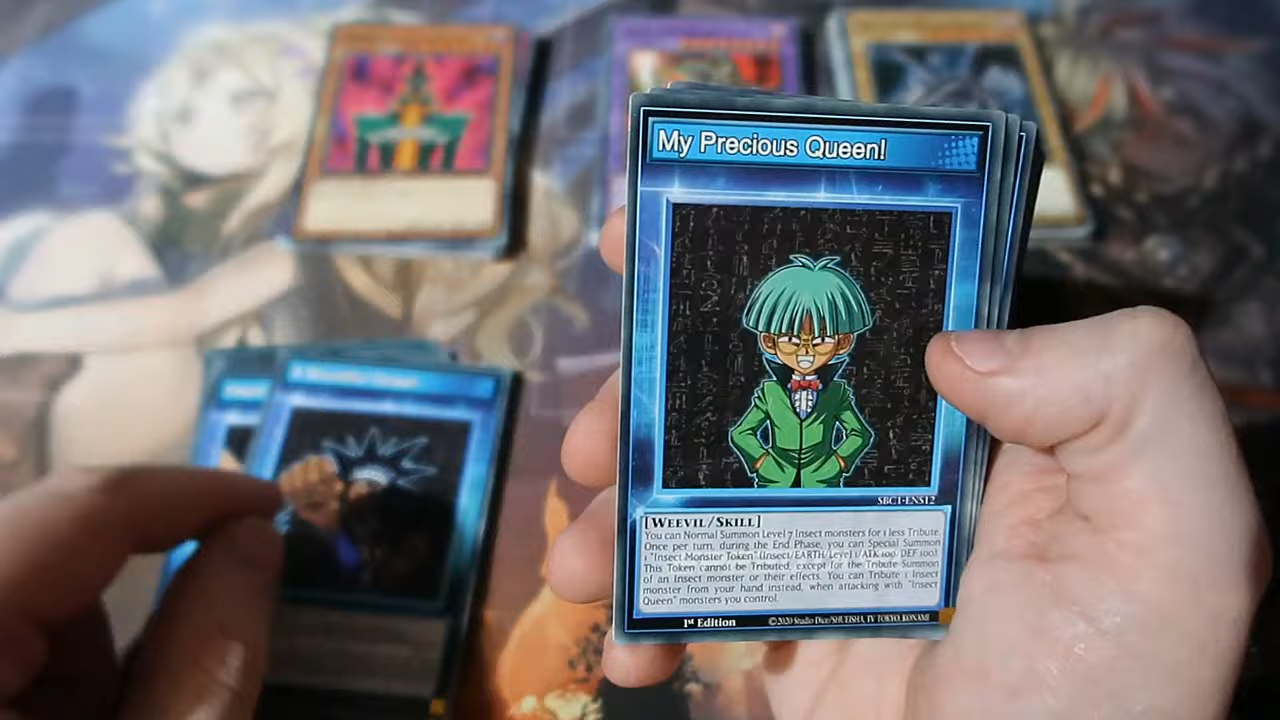 My Precious Queen!
SBC1-ENS12
[WEEVIL/SKILL]
You can Normal Summon Level 7 Insect monsters for 1 less Tribute.
Once per turn, during the End Phase, you can Special Summon
1 "Insect Monster Token" (Insect/EARTH/Level 1/ATK 100/DEF 100).
This Token cannot be Tributed, except for the Tribute Summon
of an Insect monster or their effects. You can Tribute 1 Insect
monster from your hand instead, when attacking with "Insect
Queen" monsters you control.
1st Edition
©2020 Studio Dice/SHUEISHA, TV TOKYO, KONAMI